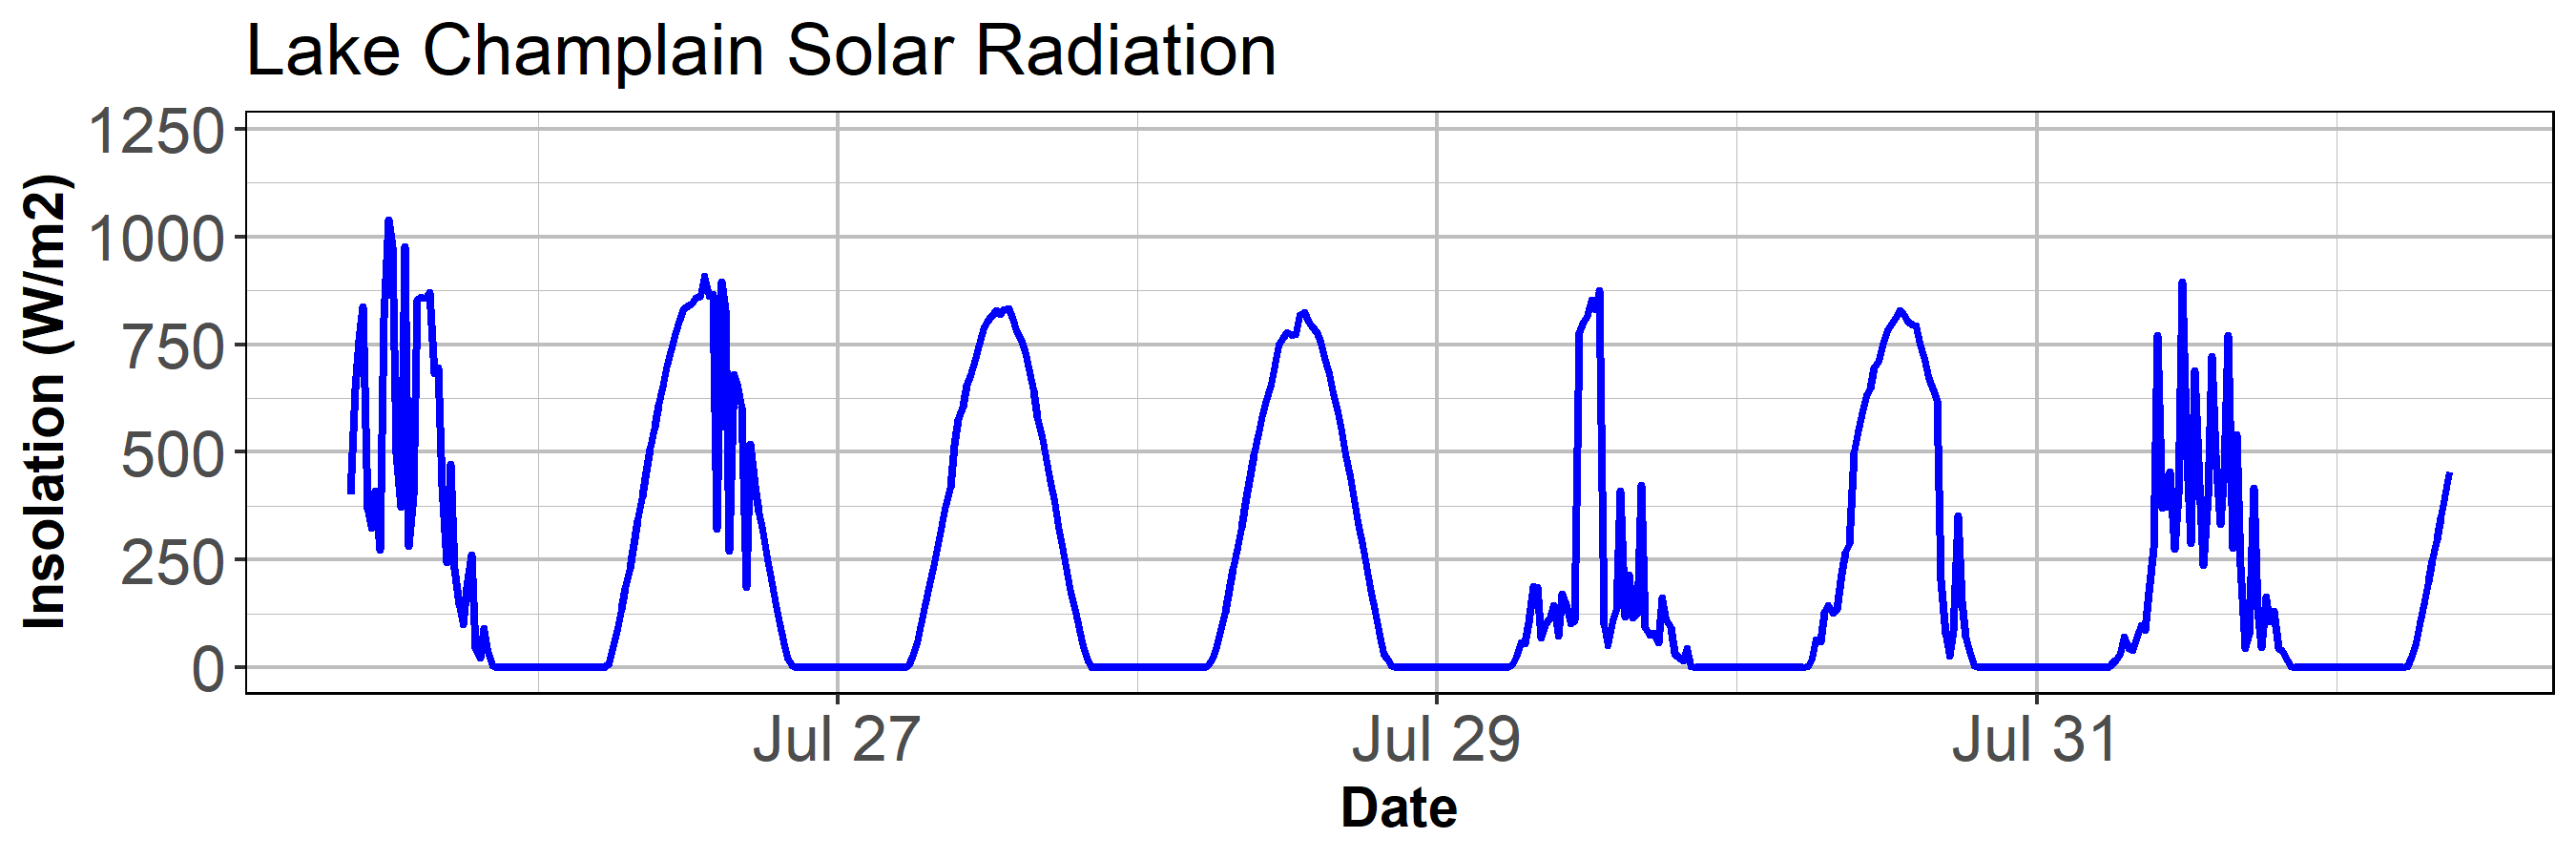 Lake Champlain Solar Radiation
Insolation (W/m2)
1250
1000
750
500
250
0
Jul 27 Jul 29 Jul 31
Date